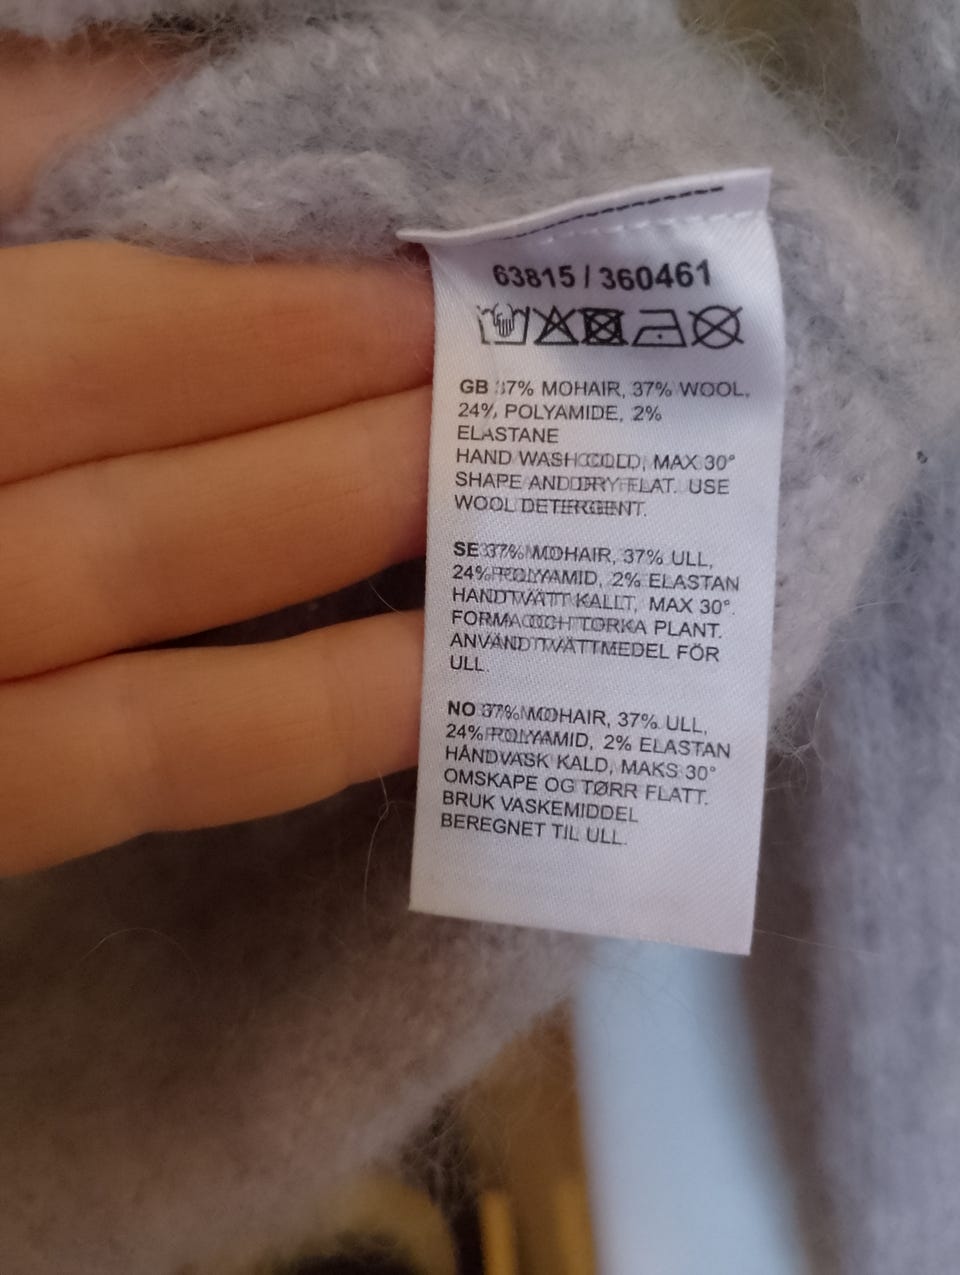 63815 / 360461
GB 37% MOHAIR, 37% WOOL,
24% POLYAMIDE, 2%
ELASTANE
HAND WASH COLD, MAX 30°
SHAPE AND DRY FLAT. USE
WOOL DETERGENT.
SE 37% MOHAIR, 37% ULL,
24% POLYAMID, 2% ELASTAN
HANDTVÄTT KALLT, MAX 30°.
FORMA OCH TORKA PLANT.
ANVÄND TVÄTTMEDEL FÖR
ULL.
NO 37% MOHAIR, 37% ULL,
24% POLYAMID, 2% ELASTAN
HÅNDVASK KALD, MAKS 30°
OMSKAPE OG TØRR FLATT.
BRUK VASKEMIDDEL
BEREGNET TIL ULL.